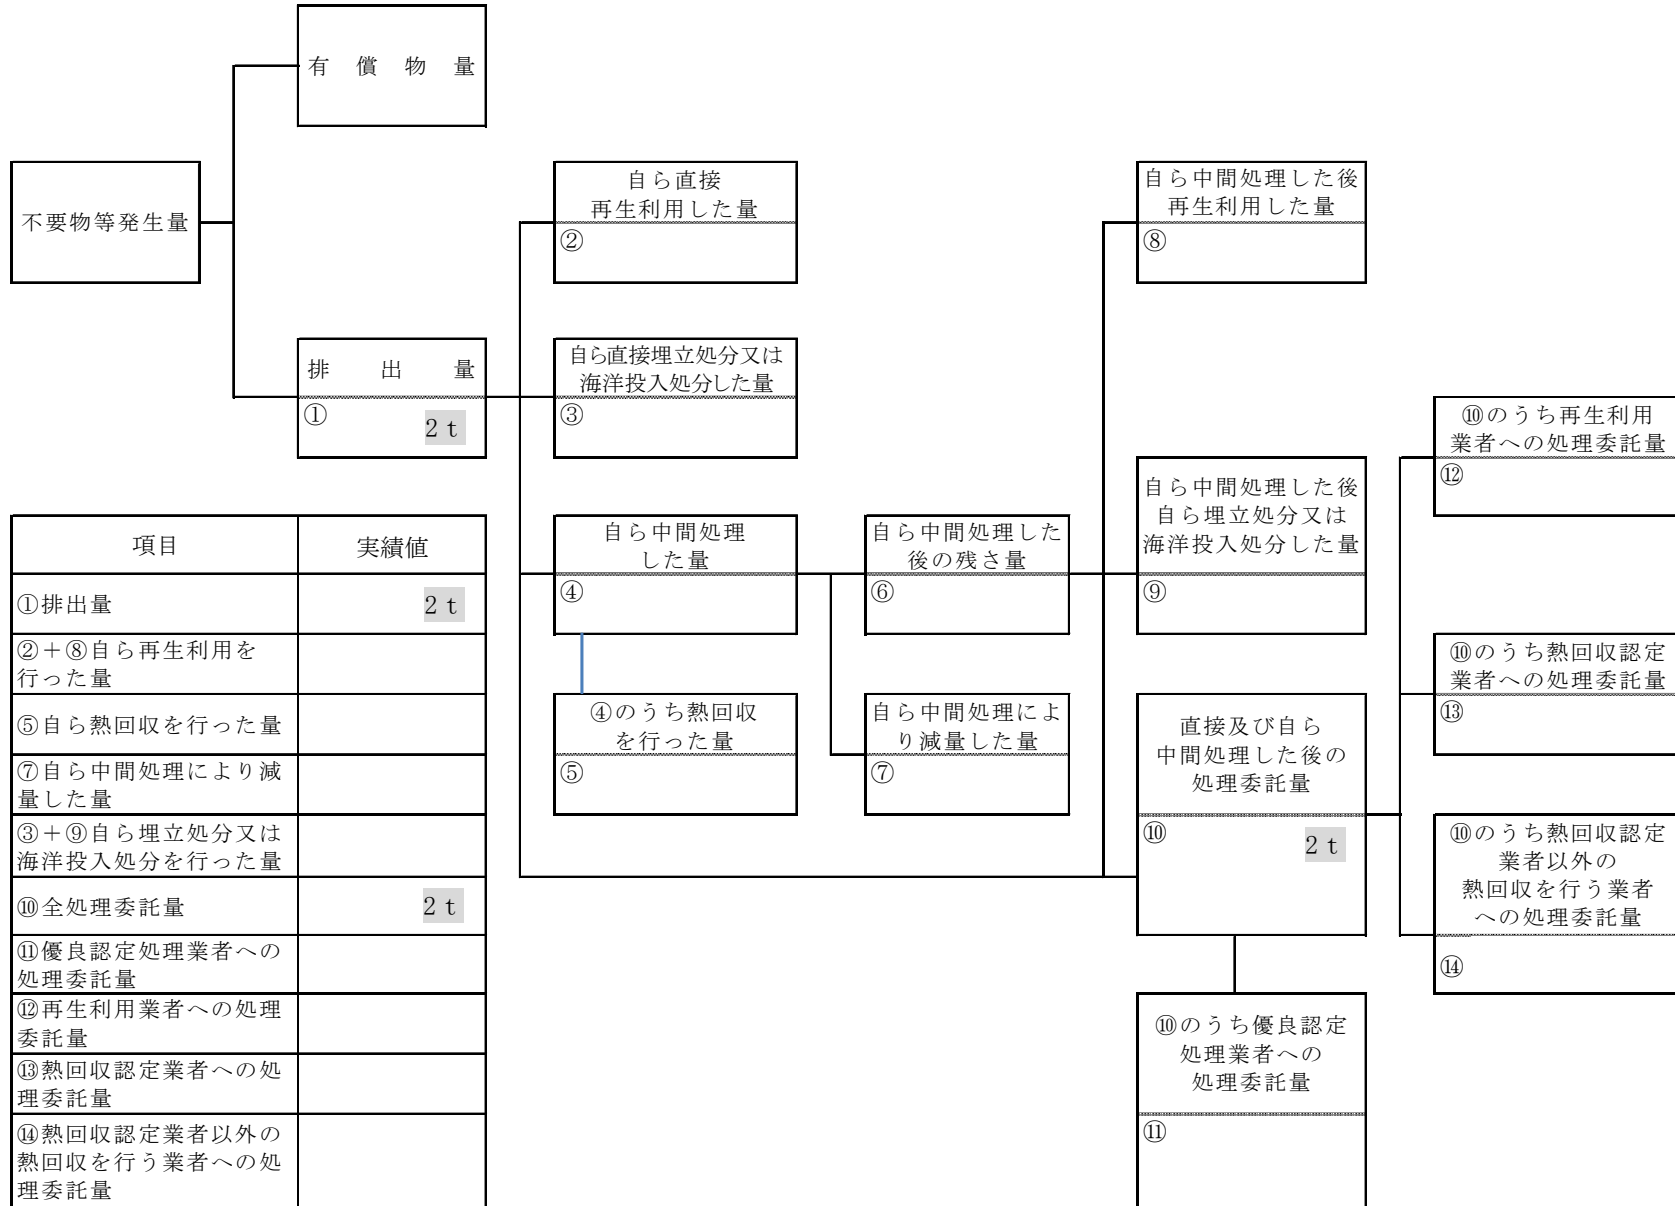 有償物量
不要物等発生量
排出量
①
2 t
自ら直接
再生利用した量
②
自ら直接埋立処分又は
海洋投入処分した量
③
自ら中間処理
した量
④
④のうち熱回収
を行った量
⑤
自ら中間処理した
後の残さ量
⑥
自ら中間処理によ
り減量した量
⑦
自ら中間処理した後
再生利用した量
⑧
自ら中間処理した後
自ら埋立処分又は
海洋投入処分した量
⑨
直接及び自ら
中間処理した後の
処理委託量
⑩
2 t
⑩のうち優良認定
処理業者への
処理委託量
⑪
⑩のうち再生利用
業者への処理委託量
⑫
⑩のうち熱回収認定
業者への処理委託量
⑬
⑩のうち熱回収認定
業者以外の
熱回収を行う業者
への処理委託量
⑭
項目 実績値
①排出量 2 t
②+⑧自ら再生利用を
行った量
⑤自ら熱回収を行った量
⑦自ら中間処理により減
量した量
③+⑨自ら埋立処分又は
海洋投入処分を行った量
⑩全処理委託量 2 t
⑪優良認定処理業者への
処理委託量
⑫再生利用業者への処理
委託量
⑬熱回収認定業者への処
理委託量
⑭熱回収認定業者以外の
熱回収を行う業者への処
理委託量